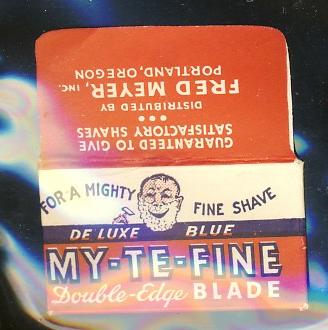 GUARANTEED TO GIVE
SATISFACTORY SHAVES
•••
DISTRIBUTED BY
FRED MEYER, INC.
PORTLAND, OREGON
FOR·A MIGHTY FINE SHAVE
DE LUXE BLUE
MY-TE-FINE
Double-Edge BLADE